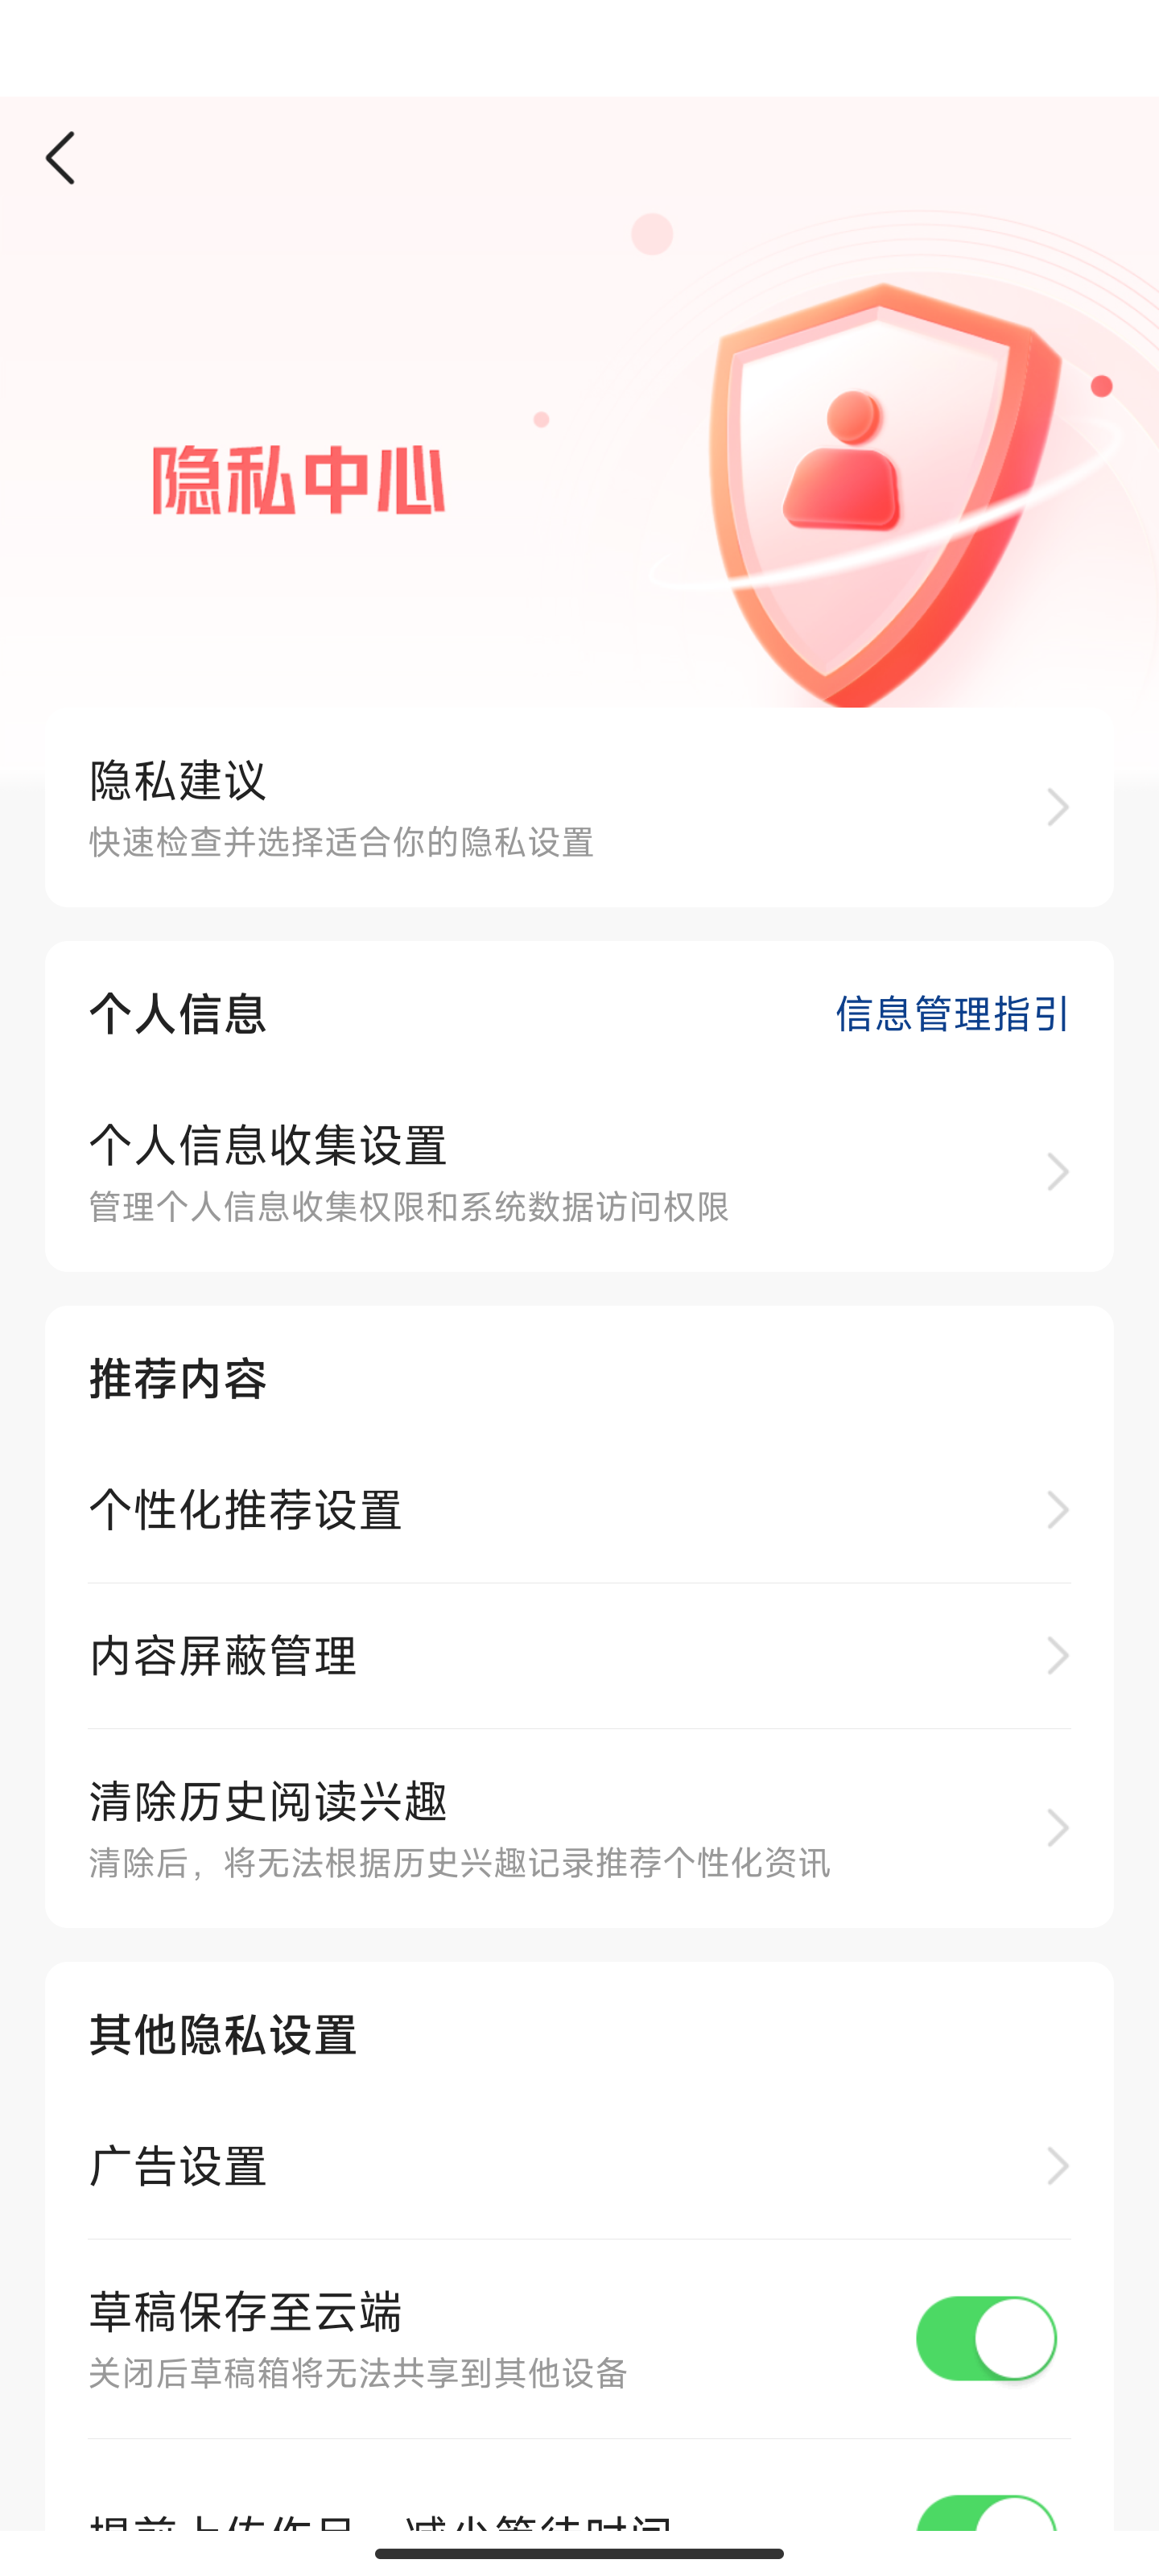 隐私中心
隐私建议
快速检查并选择适合你的隐私设置
个人信息
信息管理指引
个人信息收集设置
管理个人信息收集权限和系统数据访问权限
推荐内容
个性化推荐设置
内容屏蔽管理
清除历史阅读兴趣
清除后，将无法根据历史兴趣记录推荐个性化资讯
其他隐私设置
广告设置
草稿保存至云端
关闭后草稿箱将无法共享到其他设备